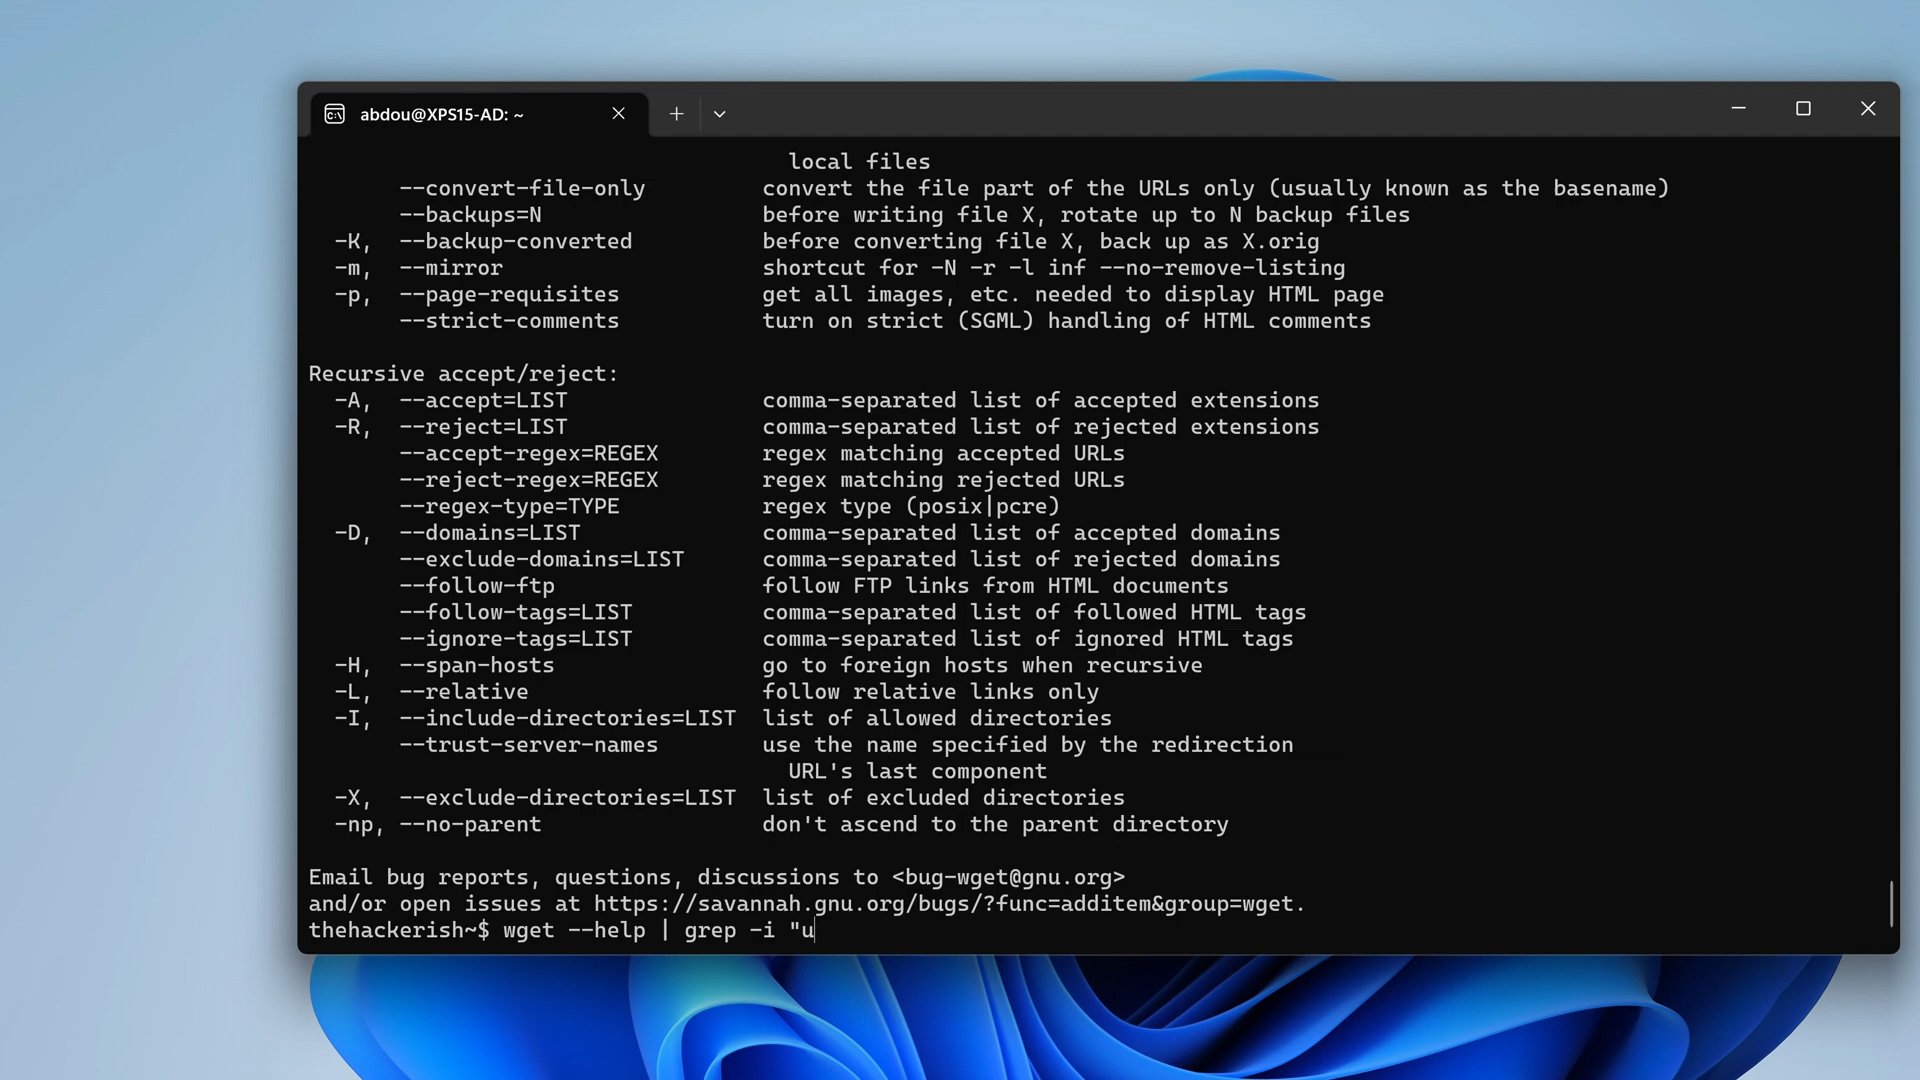 abdou@XPS15-AD: ~
local files
--convert-file-only convert the file part of the URLs only (usually known as the basename)
--backups=N before writing file X, rotate up to N backup files
-K, --backup-converted before converting file X, back up as X.orig
-m, --mirror shortcut for -N -r -l inf --no-remove-listing
-p, --page-requisites get all images, etc. needed to display HTML page
--strict-comments turn on strict (SGML) handling of HTML comments
Recursive accept/reject:
-A, --accept=LIST comma-separated list of accepted extensions
-R, --reject=LIST comma-separated list of rejected extensions
--accept-regex=REGEX regex matching accepted URLs
--reject-regex=REGEX regex matching rejected URLs
--regex-type=TYPE regex type (posix|pcre)
-D, --domains=LIST comma-separated list of accepted domains
--exclude-domains=LIST comma-separated list of rejected domains
--follow-ftp follow FTP links from HTML documents
--follow-tags=LIST comma-separated list of followed HTML tags
--ignore-tags=LIST comma-separated list of ignored HTML tags
-H, --span-hosts go to foreign hosts when recursive
-L, --relative follow relative links only
-I, --include-directories=LIST list of allowed directories
--trust-server-names use the name specified by the redirection
URL's last component
-X, --exclude-directories=LIST list of excluded directories
-np, --no-parent don't ascend to the parent directory
Email bug reports, questions, discussions to <bug-wget@gnu.org>
and/or open issues at https://savannah.gnu.org/bugs/?func=additem&group=wget.
thehackerish~$ wget --help | grep -i "u